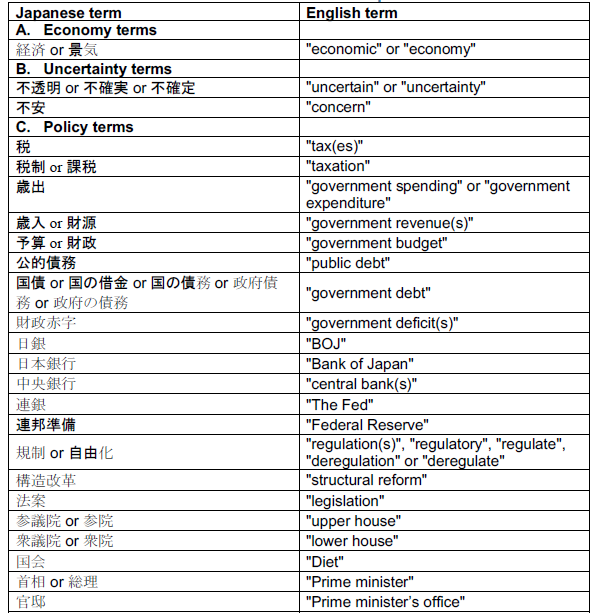 Japanese term English term
A. Economy terms
経済 or 景気 "economic" or "economy"
B. Uncertainty terms
不透明 or 不確実 or 不確定 "uncertain" or "uncertainty"
不安 "concern"
C. Policy terms
税 "tax(es)"
税制 or 課税 "taxation"
歳出 "government spending" or "government
expenditure"
歳入 or 財源 "government revenue(s)"
予算 or 財政 "government budget"
公的債務 "public debt"
国債 or 国の借金 or 国の債務 or 政府債
務 or 政府の債務 "government debt"
財政赤字 "government deficit(s)"
日銀 "BOJ"
日本銀行 "Bank of Japan"
中央銀行 "central bank(s)"
連銀 "The Fed"
連邦準備 "Federal Reserve"
規制 or 自由化 "regulation(s)", "regulatory", "regulate",
"deregulation" or "deregulate"
構造改革 "structural reform"
法案 "legislation"
参議院 or 参院 "upper house"
衆議院 or 衆院 "lower house"
国会 "Diet"
首相 or 総理 "Prime minister"
官邸 "Prime minister's office"